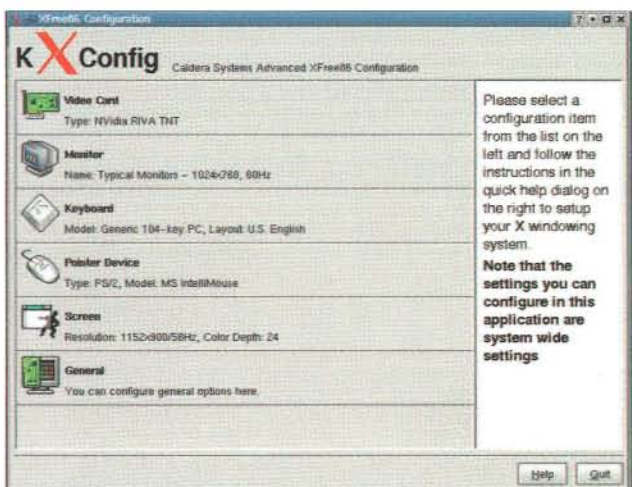 XFree86 Configuration
K X Config Caldera Systems Advanced XFree86 Configuration
Video Card
Type: NVidia RIVA TNT
Monitor
Name: Typical Monitors - 1024x768, 60Hz
Keyboard
Model: Generic 104-key PC, Layout: U.S. English
Pointer Device
Type: PS/2, Model: MS IntelliMouse
Screen
Resolution: 1152x900/58Hz, Color Depth: 24
General
You can configure general options here.
Please select a
configuration item
from the list on the
left and follow the
instructions in the
quick help dialog on
the right to setup
your X windowing
system.
Note that the
settings you can
configure in this
application are
system wide
settings
Help
Quit